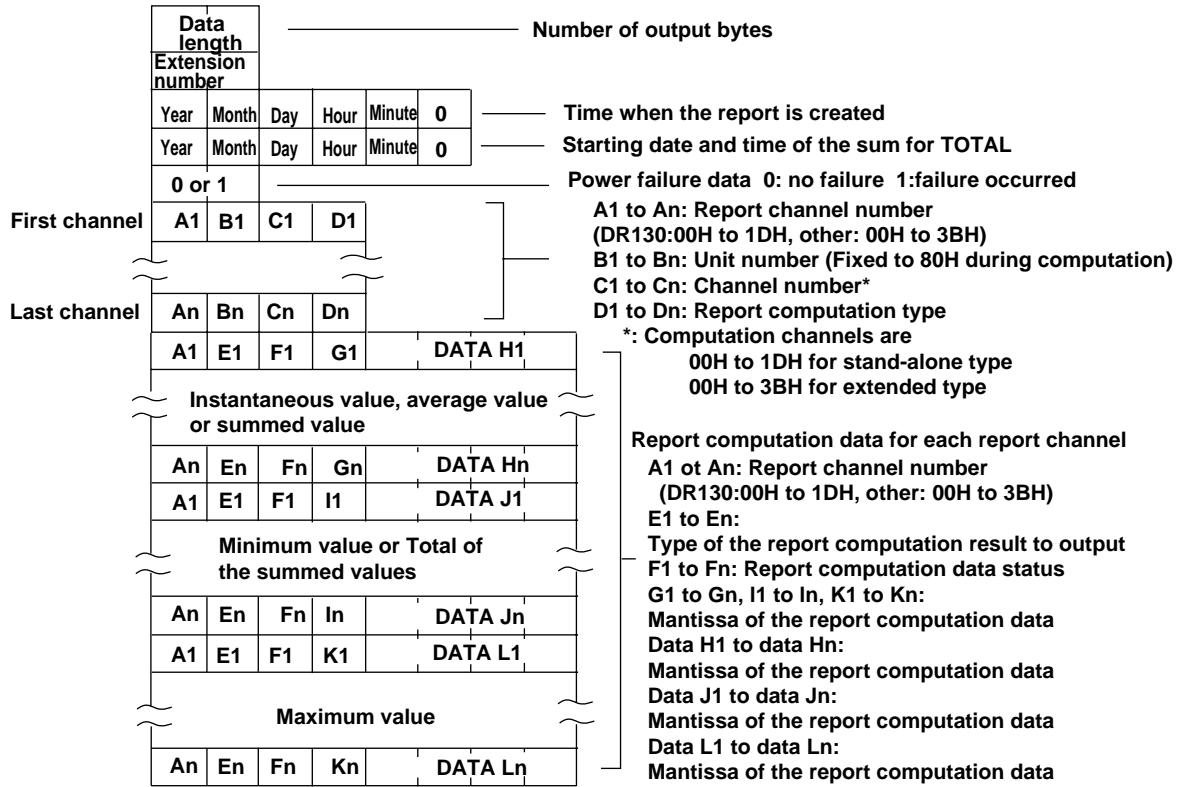 Data length
Number of output bytes
Extension number
Year Month Day Hour Minute 0
Time when the report is created
Year Month Day Hour Minute 0
Starting date and time of the sum for TOTAL
0 or 1
Power failure data 0: no failure 1:failure occurred
First channel
A1 B1 C1 D1
A1 to An: Report channel number
(DR130:00H to 1DH, other: 00H to 3BH)
B1 to Bn: Unit number (Fixed to 80H during computation)
C1 to Cn: Channel number*
D1 to Dn: Report computation type
*: Computation channels are
00H to 1DH for stand-alone type
00H to 3BH for extended type
Last channel
An Bn Cn Dn
A1 E1 F1 G1 DATA H1
Instantaneous value, average value
or summed value
An En Fn Gn DATA Hn
A1 E1 F1 I1 DATA J1
Minimum value or Total of
the summed values
An En Fn In DATA Jn
A1 E1 F1 K1 DATA L1
Maximum value
An En Fn Kn DATA Ln
Report computation data for each report channel
A1 ot An: Report channel number
(DR130:00H to 1DH, other: 00H to 3BH)
E1 to En:
Type of the report computation result to output
F1 to Fn: Report computation data status
G1 to Gn, I1 to In, K1 to Kn:
Mantissa of the report computation data
Data H1 to data Hn:
Mantissa of the report computation data
Data J1 to data Jn:
Mantissa of the report computation data
Data L1 to data Ln:
Mantissa of the report computation data